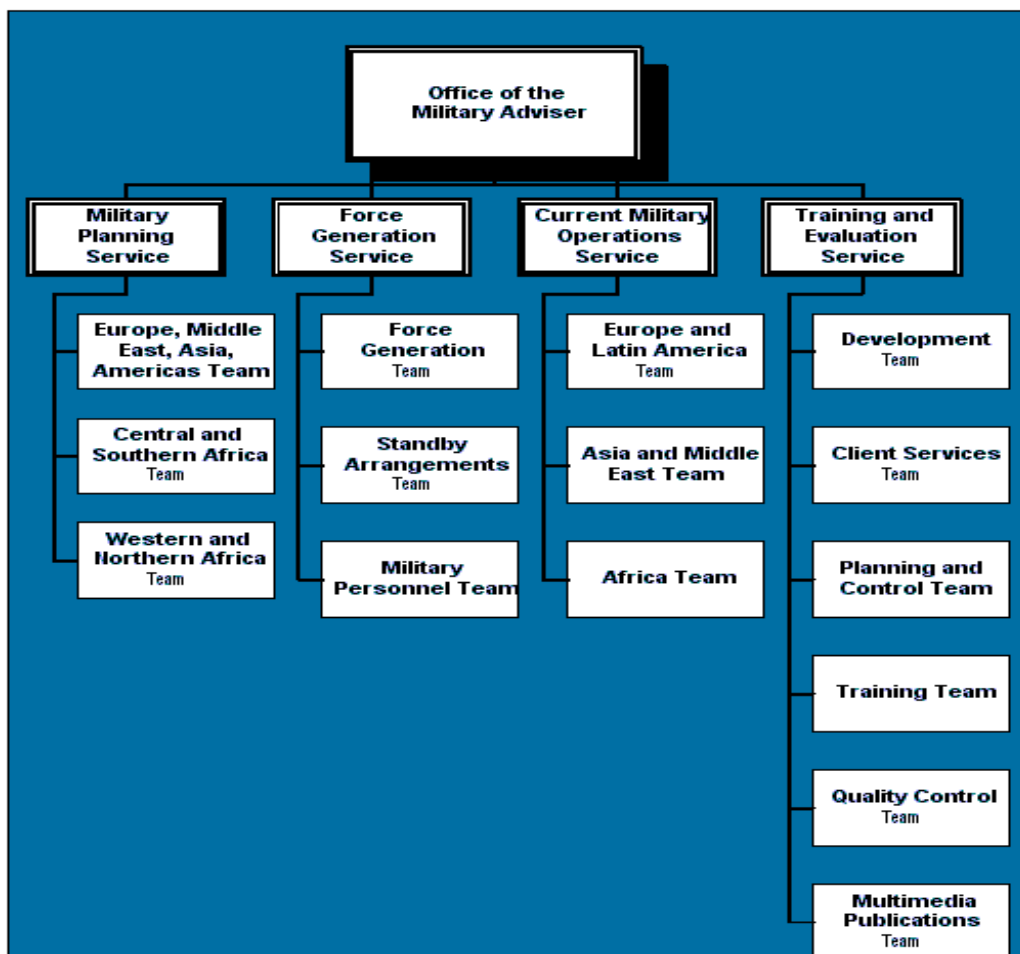 Office of the
Military Adviser
Military
Planning
Service
Force
Generation
Service
Current Military
Operations
Service
Training and
Evaluation
Service
Europe, Middle
East, Asia,
Americas Team
Central and
Southern Africa
Team
Western and
Northern Africa
Team
Force
Generation
Team
Standby
Arrangements
Team
Military
Personnel Team
Europe and
Latin America
Team
Asia and Middle
East Team
Africa Team
Development
Team
Client Services
Team
Planning and
Control Team
Training Team
Quality Control
Team
Multimedia
Publications
Team